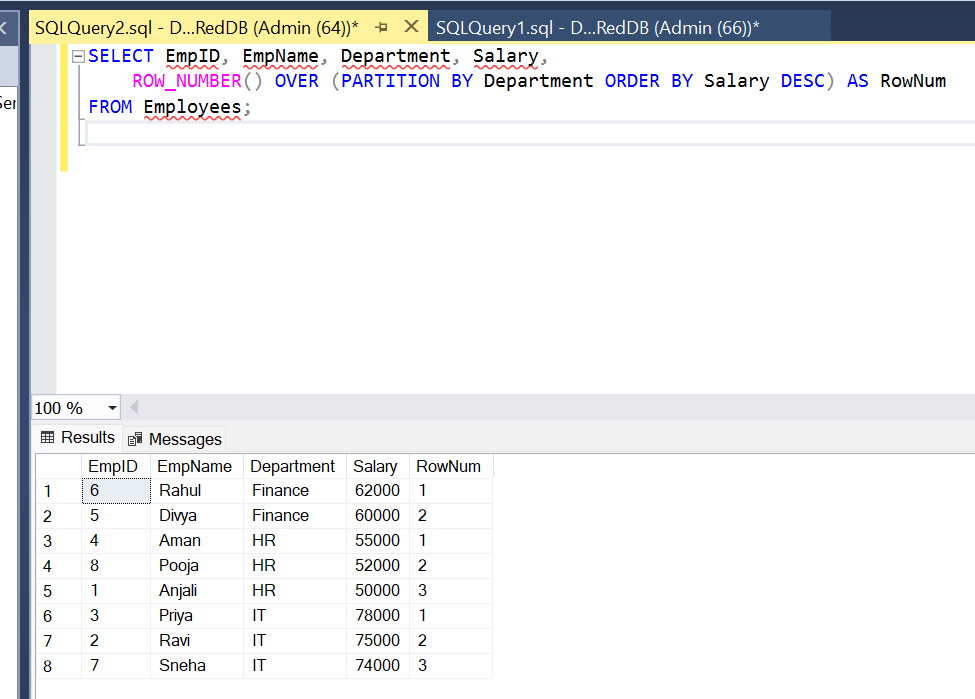 SQLQuery2.sql - D...RedDB (Admin (64))* SQLQuery1.sql - D...RedDB (Admin (66))*
SELECT EmpID, EmpName, Department, Salary,
ROW_NUMBER() OVER (PARTITION BY Department ORDER BY Salary DESC) AS RowNum
Ser
FROM Employees;
100 %
Results Messages
EmpID EmpName Department Salary RowNum
1 6 Rahul Finance 62000 1
2 5 Divya Finance 60000 2
3 4 Aman HR 55000 1
4 8 Pooja HR 52000 2
5 1 Anjali HR 50000 3
6 3 Priya IT 78000 1
7 2 Ravi IT 75000 2
8 7 Sneha IT 74000 3